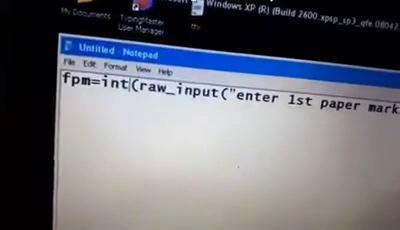 Windows XP (R) (Build 2600.xpsp_sp3_qfe.0804
My Documents
TypingMaster
User Manager
Untitled - Notepad
File Edit Format View Help
fpm=int(raw_input("enter 1st paper mark